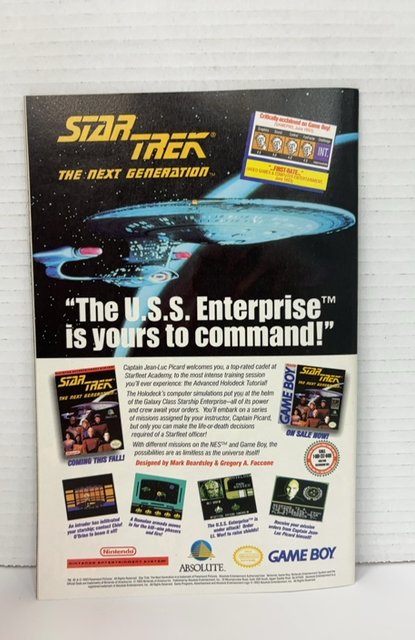 STAR TREK®
THE NEXT GENERATION™
Critically acclaimed on Game Boy!
INT.
"...FIRST-RATE..."
"The U.S.S. Enterprise™
is yours to command!"
Captain Jean-Luc Picard welcomes you, a top-rated cadet at
Starfleet Academy, to the most intense training session
you'll ever experience: the Advanced Holodeck Tutorial!
The Holodeck's computer simulations put you at the helm
of the Galaxy Class Starship Enterprise–all of its power
and crew await your orders. You'll embark on a series
of missions assigned by your instructor, Captain Picard,
but only you can make the life-or-death decisions
required of a Starfleet officer!
With different missions on the NES™ and Game Boy, the
possibilities are as limitless as the universe itself!
Designed by Mark Beardsley & Gregory A. Faccone
STAR TREK
THE NEXT GENERATION
COMING THIS FALL!
GAME BOY
STAR TREK
ON SALE NOW!
An intruder has infiltrated
your starship; contact Chief
O'Brien to beam it off!
A Romulan armada moves
in for the kill–aim phasers
and fire!
The U.S.S. Enterprise™ is
under attack! Order
Lt. Worf to raise shields!
Receive your mission
orders from Captain Jean-
Luc Picard himself!
Nintendo
NINTENDO ENTERTAINMENT SYSTEM
ABSOLUTE
GAME BOY